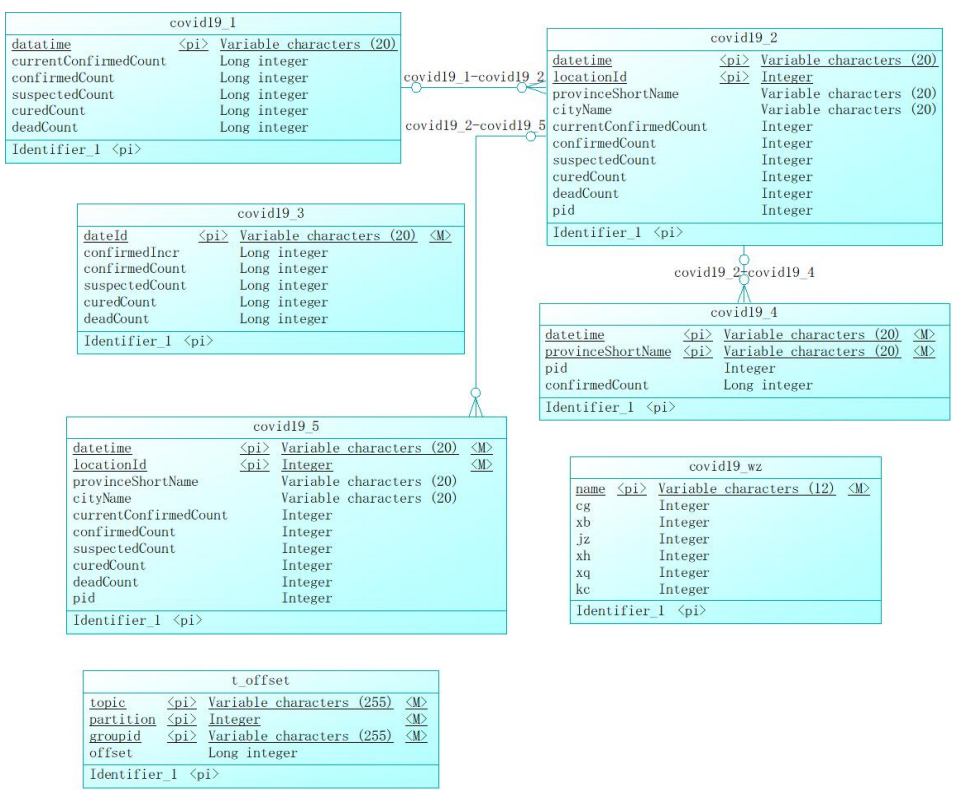 covid19_1
datatime <pi> Variable characters (20)
currentConfirmedCount Long integer
confirmedCount Long integer
suspectedCount Long integer
curedCount Long integer
deadCount Long integer
Identifier_1 <pi>
covid19_1-covid19_2
covid19_2-covid19_5
covid19_2
datetime <pi> Variable characters (20)
locationId <pi> Integer
provinceShortName Variable characters (20)
cityName Variable characters (20)
currentConfirmedCount Integer
confirmedCount Integer
suspectedCount Integer
curedCount Integer
deadCount Integer
pid Integer
Identifier_1 <pi>
covid19_3
dateId <pi> Variable characters (20) <M>
confirmedIncr Long integer
confirmedCount Long integer
suspectedCount Long integer
curedCount Long integer
deadCount Long integer
Identifier_1 <pi>
covid19_2-covid19_4
covid19_4
datetime <pi> Variable characters (20) <M>
provinceShortName <pi> Variable characters (20) <M>
pid Integer
confirmedCount Long integer
Identifier_1 <pi>
covid19_5
datetime <pi> Variable characters (20) <M>
locationId <pi> Integer <M>
provinceShortName Variable characters (20)
cityName Variable characters (20)
currentConfirmedCount Integer
confirmedCount Integer
suspectedCount Integer
curedCount Integer
deadCount Integer
pid Integer
Identifier_1 <pi>
covid19_wz
name <pi> Variable characters (12) <M>
cg Integer
xb Integer
jz Integer
xh Integer
xq Integer
kc Integer
Identifier_1 <pi>
t_offset
topic <pi> Variable characters (255) <M>
partition <pi> Integer <M>
groupid <pi> Variable characters (255) <M>
offset Long integer
Identifier_1 <pi>